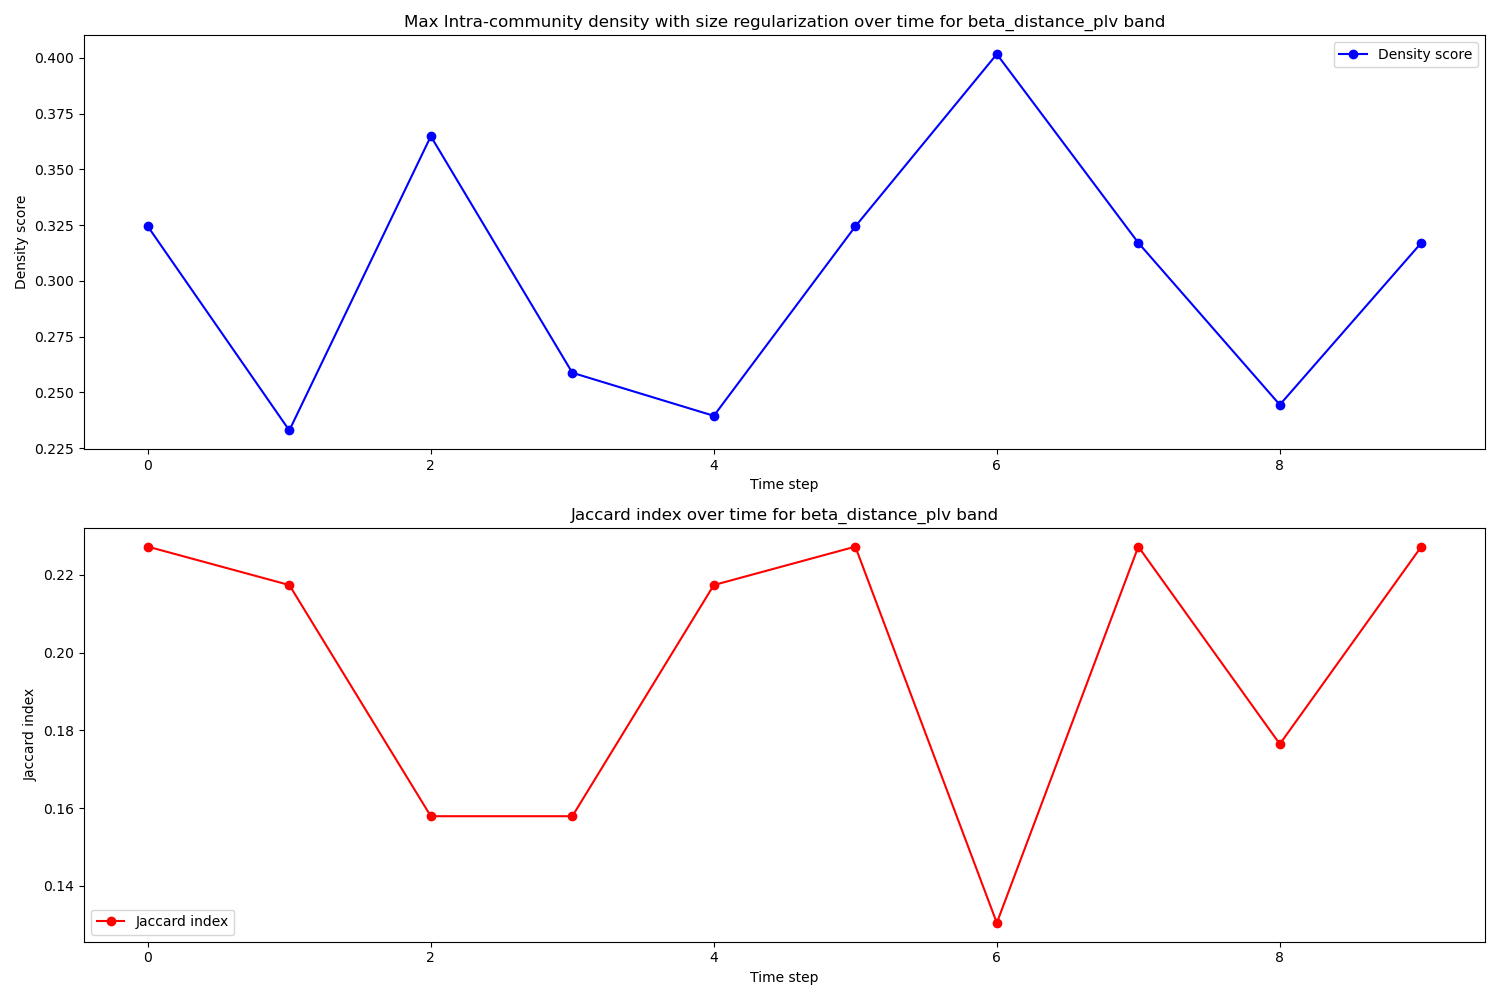 Max Intra-community density with size regularization over time for beta_distance_plv band
Density score
0.400
0.375
0.350
0.325
0.300
0.275
0.250
0.225
Density score
0 2 4 6 8
Time step
Jaccard index over time for beta_distance_plv band
0.22
0.20
0.18
0.16
0.14
Jaccard index
Jaccard index
0 2 4 6 8
Time step